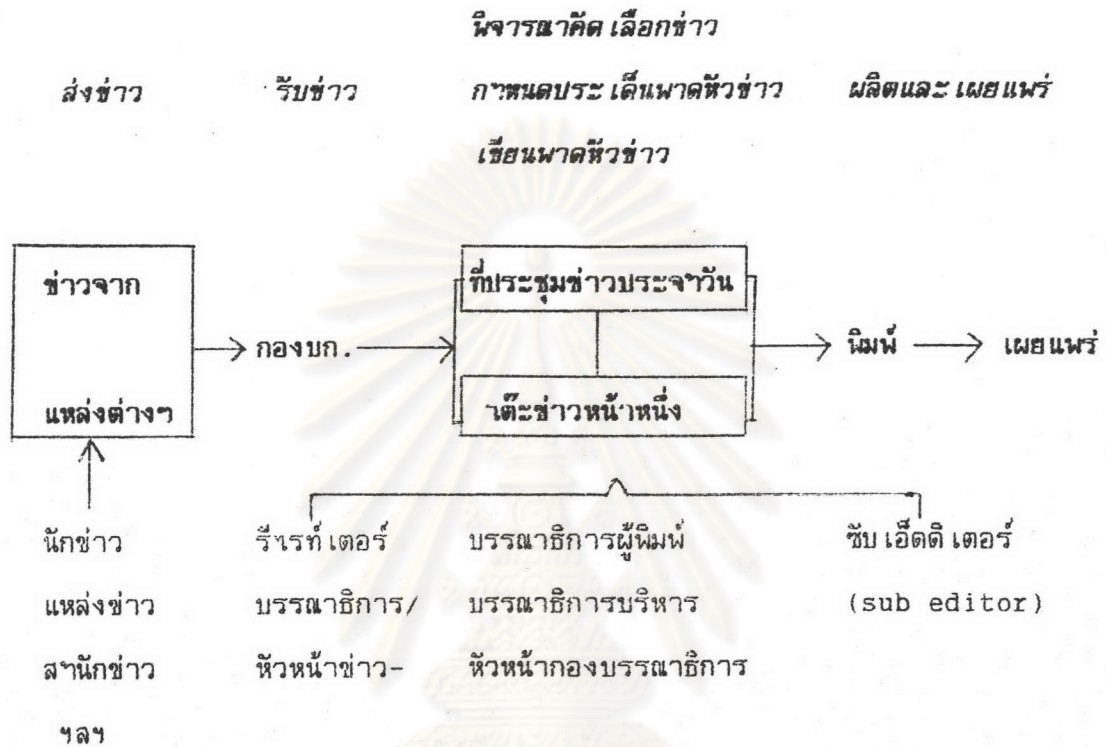 พิจารณาคัดเลือกข่าว
ส่งข่าว รับข่าว กำหนดประเด็นพาดหัวข่าว ผลิตและเผยแพร่
เขียนพาดหัวข่าว
ข่าวจาก ที่ประชุมข่าวประจำวัน
กองบก. พิมพ์ เผยแพร่
แหล่งต่างๆ โต๊ะข่าวหน้าหนึ่ง
นักข่าว รีไรท์เตอร์ บรรณาธิการผู้พิมพ์ ซับเอ็ดดิเตอร์
แหล่งข่าว บรรณาธิการ/ บรรณาธิการบริหาร (sub editor)
สำนักข่าว หัวหน้าข่าว- หัวหน้ากองบรรณาธิการ
ฯลฯ